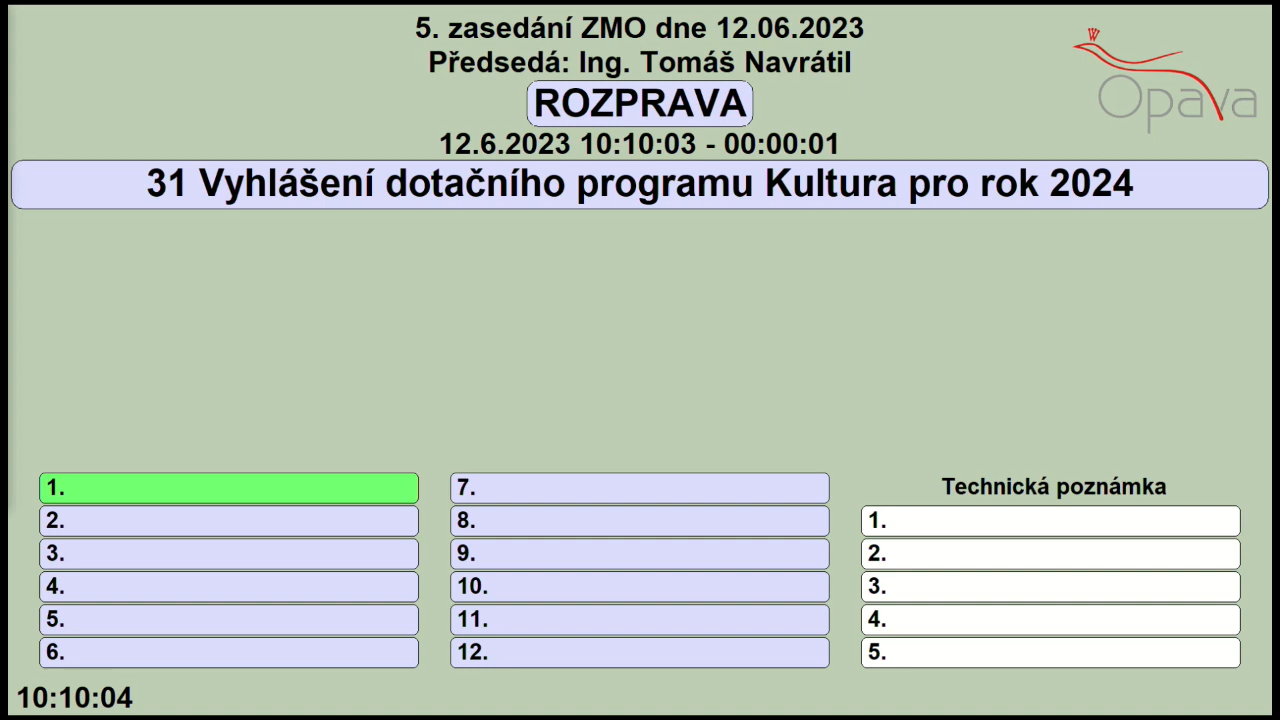 5. zasedání ZMO dne 12.06.2023
Předsedá: Ing. Tomáš Navrátil
ROZPRAVA
12.6.2023 10:10:03 - 00:00:01
Opava
31 Vyhlášení dotačního programu Kultura pro rok 2024
1.
2.
3.
4.
5.
6.
7.
8.
9.
10.
11.
12.
Technická poznámka
1.
2.
3.
4.
5.
10:10:04